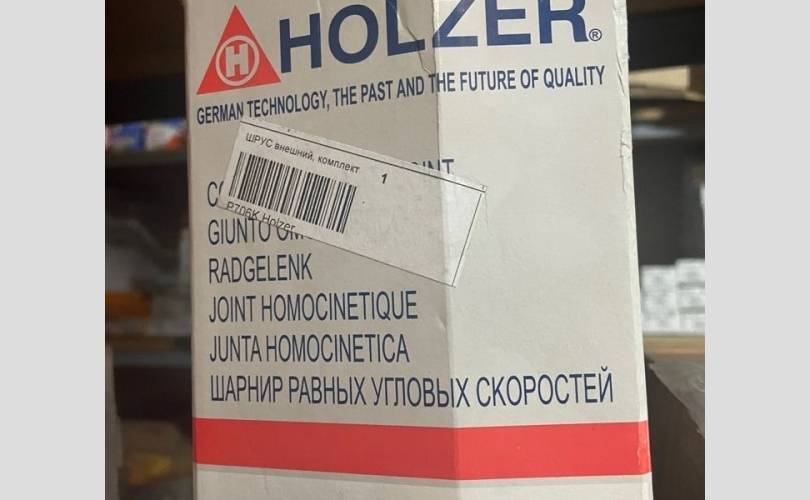 H HOLZER®
GERMAN TECHNOLOGY, THE PAST AND THE FUTURE OF QUALITY
ШРУС внешний, комплект 1
P706K Holzer
GIUNTO
RADGELENK
JOINT HOMOCINETIQUE
JUNTA HOMOCINETICA
ШАРНИР РАВНЫХ УГЛОВЫХ СКОРОСТЕЙ